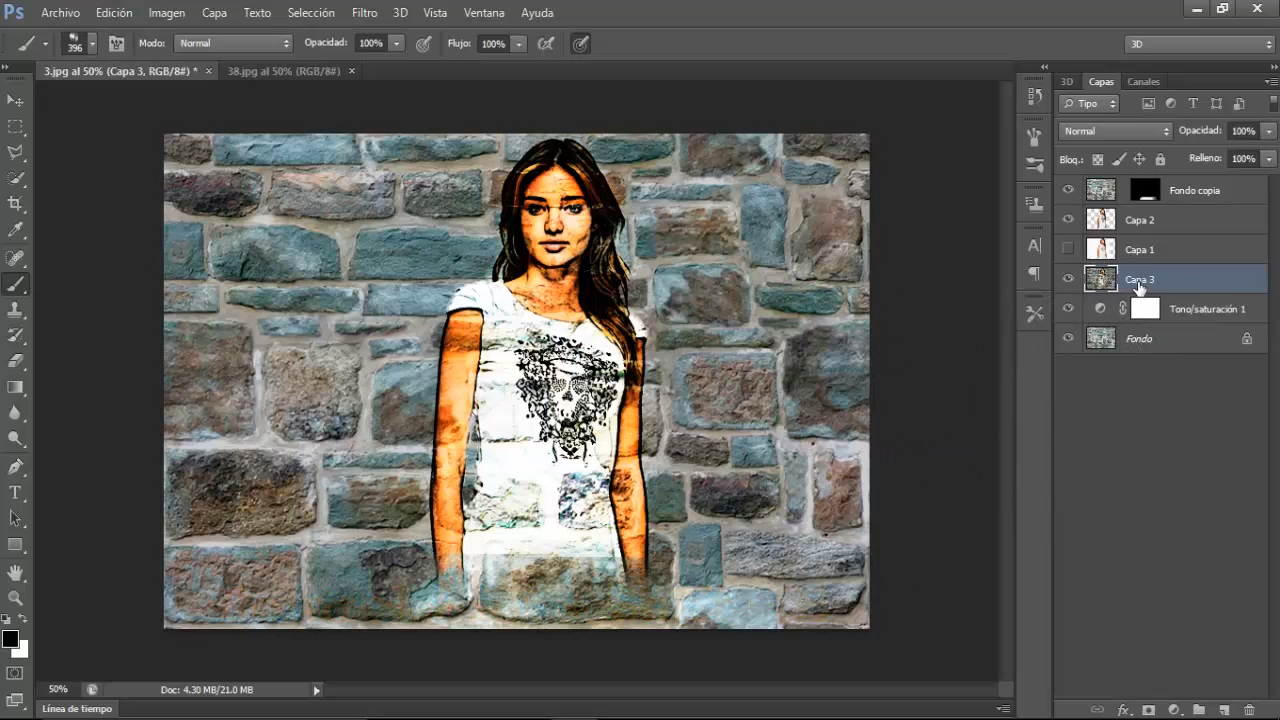 Ps Archivo Edición Imagen Capa Texto Selección Filtro 3D Vista Ventana Ayuda
396 Modo: Normal Opacidad: 100% Flujo: 100% 3D
3.jpg al 50% (Capa 3, RGB/8#) * × 38.jpg al 50% (RGB/8#) ×
3D Capas Canales
Tipo
Normal Opacidad: 100%
Bloq.: Relleno: 100%
Fondo copia
Capa 2
Capa 1
Capa 3
Tono/saturación 1
Fondo
50% Doc: 4.30 MB/21.0 MB
Línea de tiempo